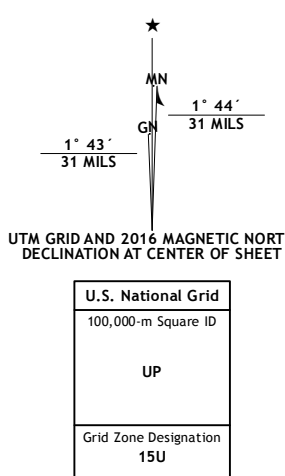 MN
1° 44´
31 MILS
GN
1° 43´
31 MILS
UTM GRID AND 2016 MAGNETIC NORT
DECLINATION AT CENTER OF SHEET
U.S. National Grid
100,000-m Square ID
UP
Grid Zone Designation
15U